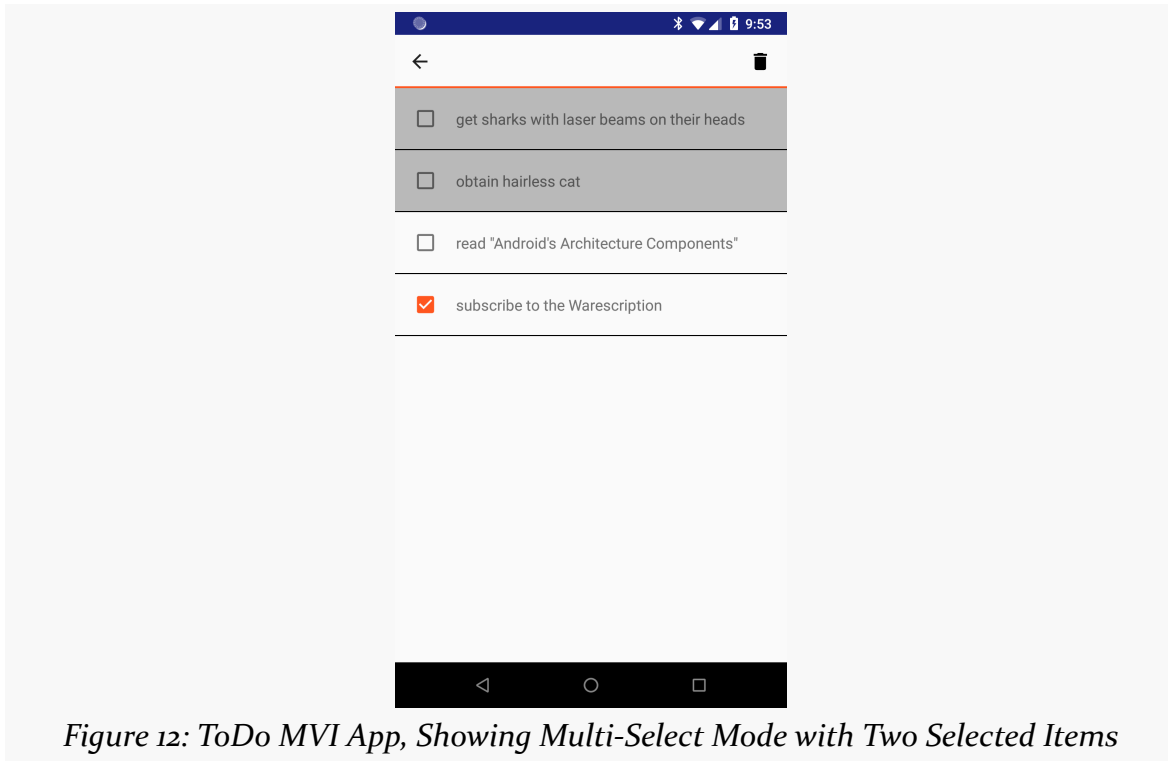 9:53
get sharks with laser beams on their heads
obtain hairless cat
read "Android's Architecture Components"
subscribe to the Warescription
Figure 12: ToDo MVI App, Showing Multi-Select Mode with Two Selected Items